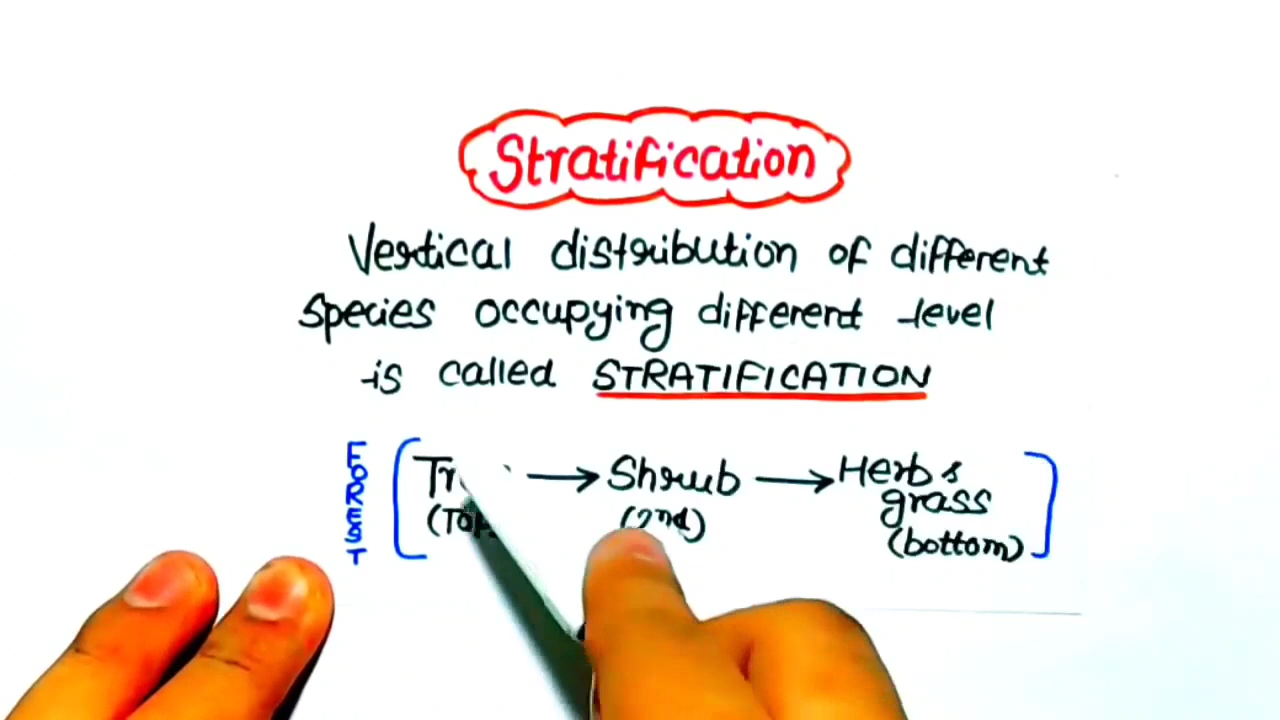 Stratification
Vertical distribution of different
species occupying different level
is called STRATIFICATION
FOREST
→ Shrub → Herbs
grass
(2nd)
(bottom)